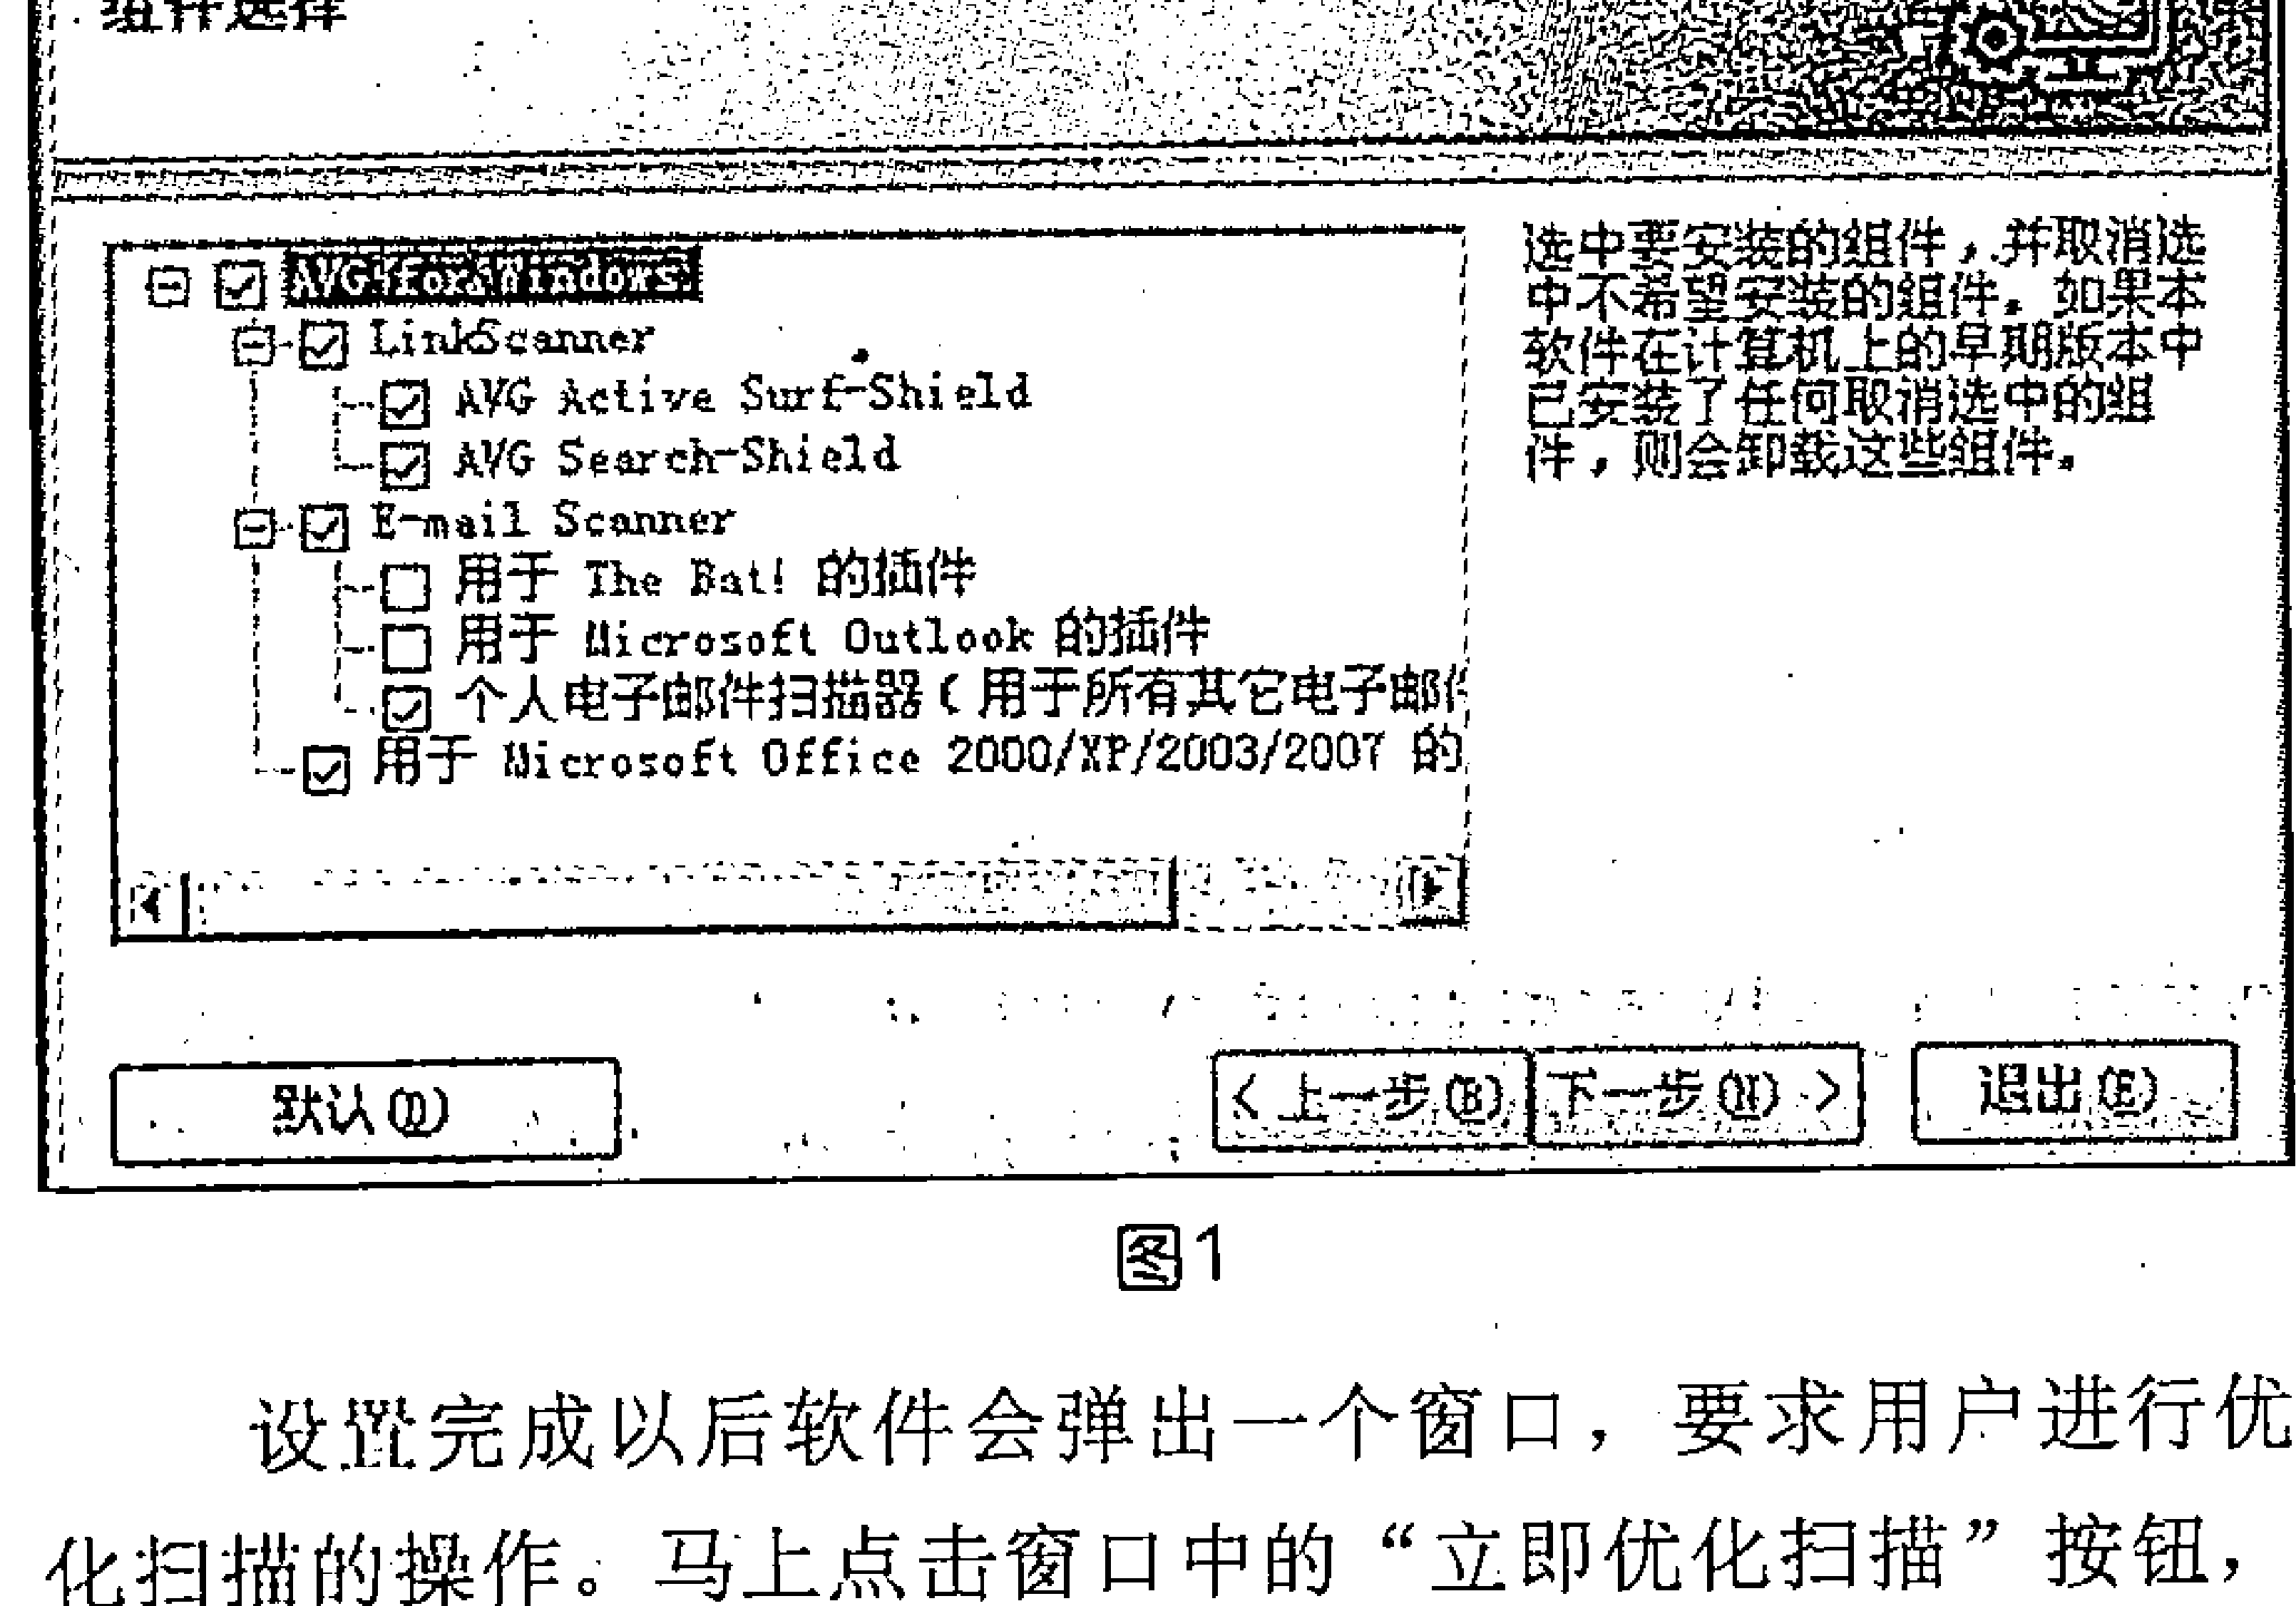 组件选择
AVG for Windows
LinkScanner
AVG Active Surf-Shield
AVG Search-Shield
E-mail Scanner
用于 The Bat! 的插件
用于 Microsoft Outlook 的插件
个人电子邮件扫描器(用于所有其它电子邮件
用于 Microsoft Office 2000/XP/2003/2007 的
选中要安装的组件,并取消选
中不希望安装的组件。如果本
软件在计算机上的早期版本中
已安装了任何取消选中的组
件,则会卸载这些组件。
默认(D)
< 上一步(B)
下一步(N) >
退出(E)
图1
设置完成以后软件会弹出一个窗口，要求用户进行优
化扫描的操作。马上点击窗口中的“立即优化扫描”按钮，